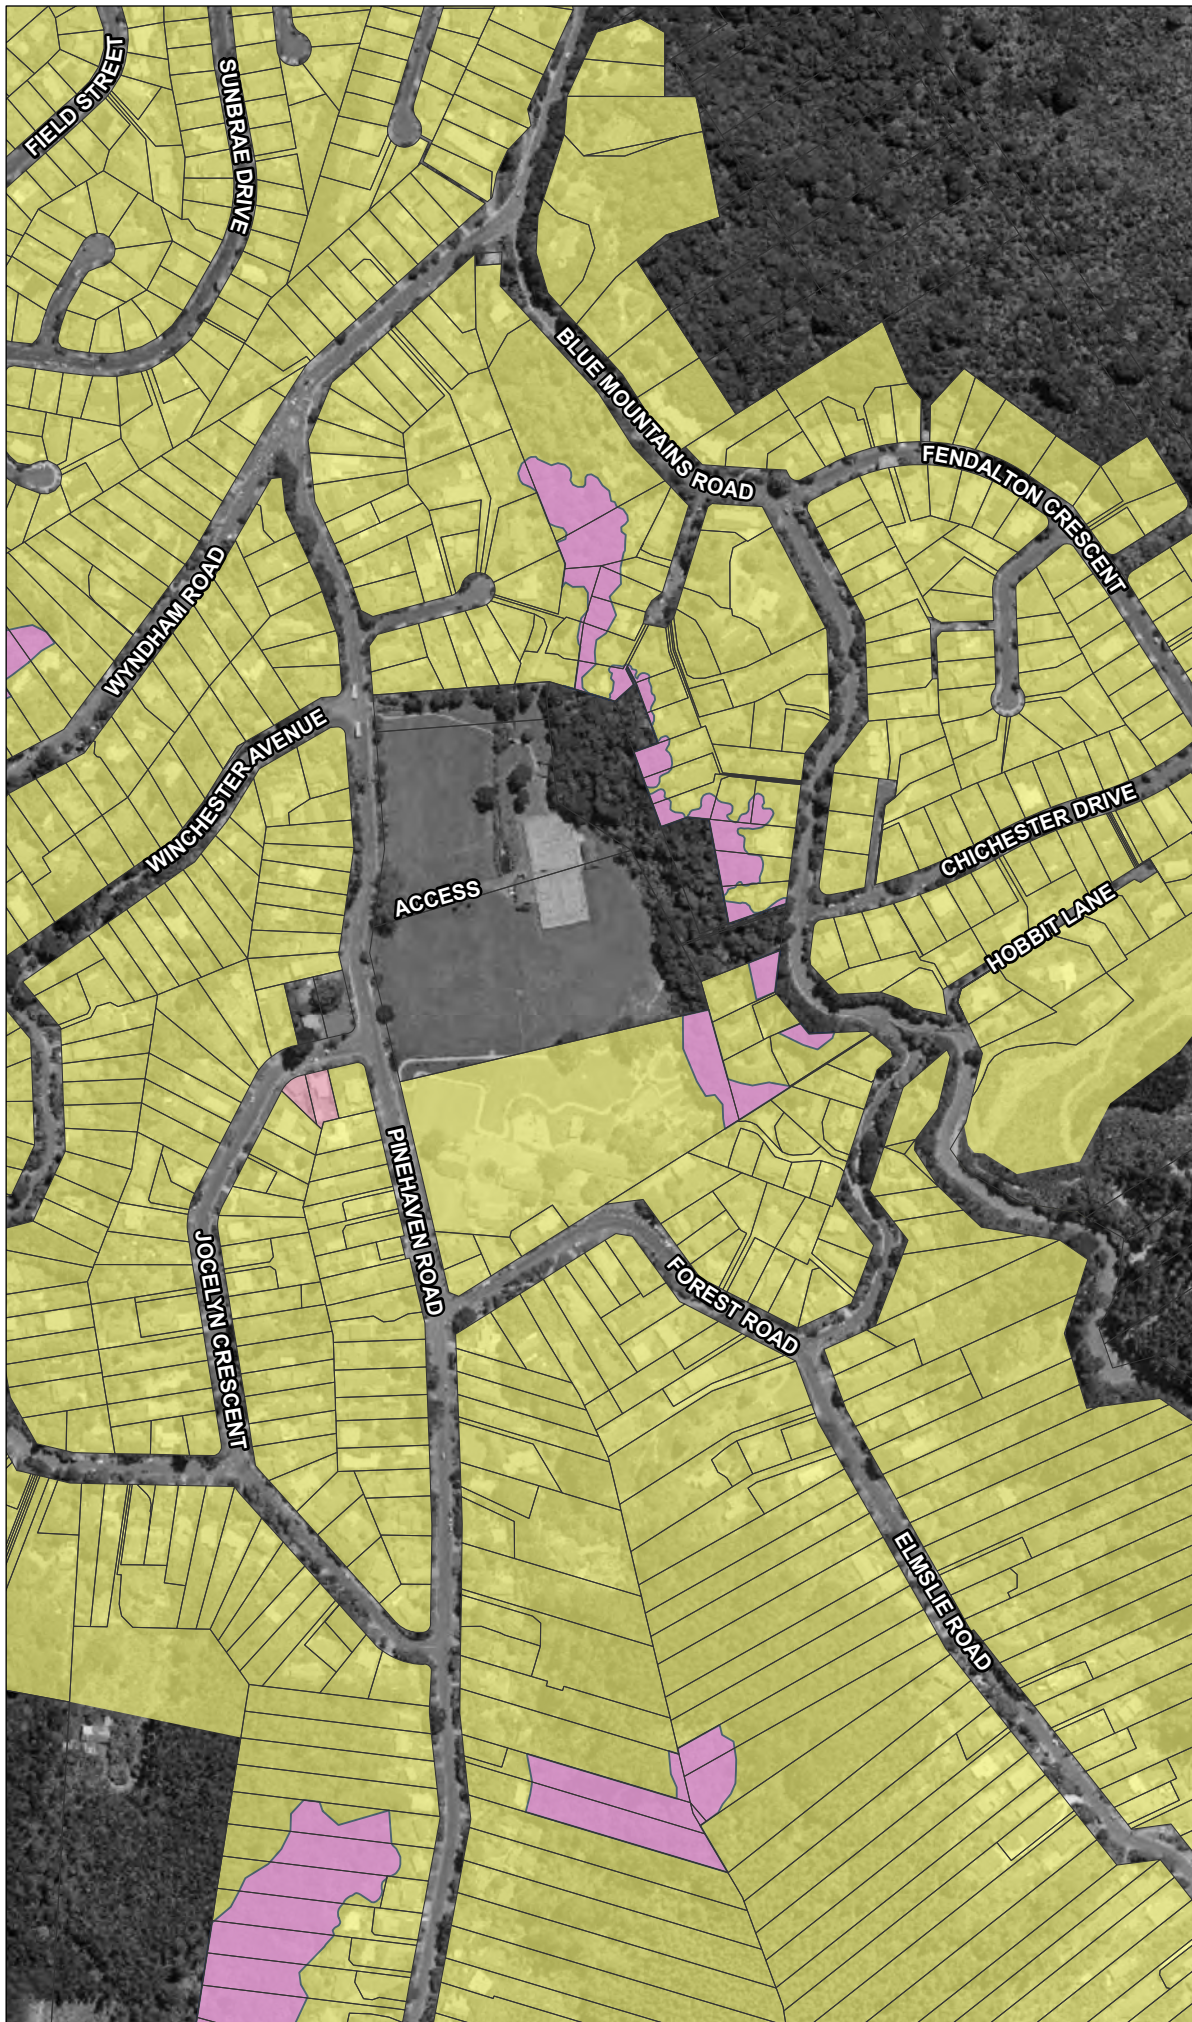 FIELD STREET
SUNBRAE DRIVE
BLUE MOUNTAINS ROAD
FENDALTON CRESCENT
WYNDHAM ROAD
WINCHESTER AVENUE
CHICHESTER DRIVE
ACCESS
HOBBIT LANE
PINEHAVEN ROAD
JOCELYN CRESCENT
FOREST ROAD
ELMSLIE ROAD